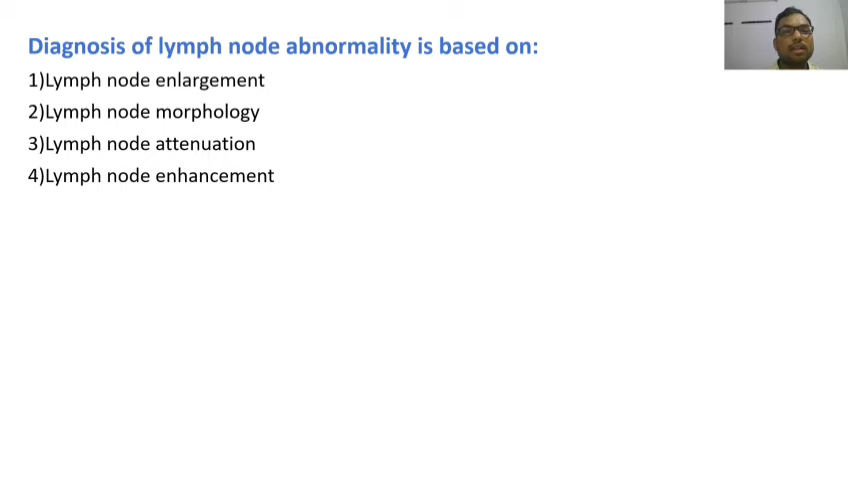 Diagnosis of lymph node abnormality is based on:
1)Lymph node enlargement
2)Lymph node morphology
3)Lymph node attenuation
4)Lymph node enhancement